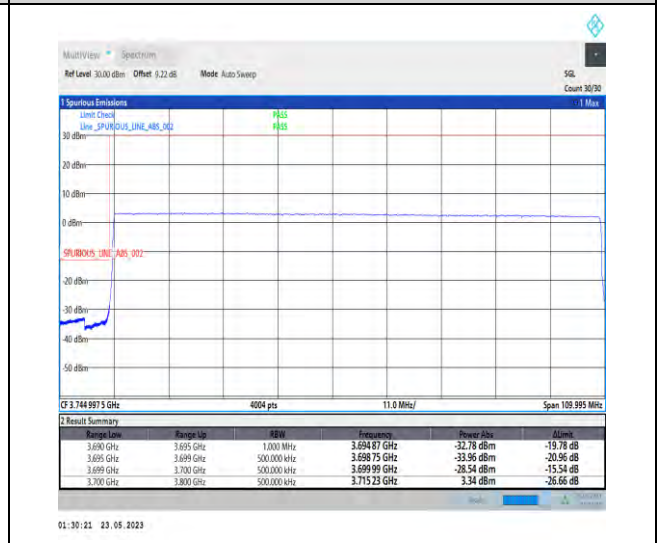 MultiView Spectrum
Ref Level 30.00 dBm Offset 9.22 dB Mode Auto Sweep SGL
Count 30/30
1 Spurious Emissions 1 Max
Limit Check PASS
Line _SPURIOUS_LINE_ABS_002 PASS
30 dBm
20 dBm
10 dBm
0 dBm
SPURIOUS_LINE_ABS_002
-20 dBm
-30 dBm
-40 dBm
-50 dBm
CF 3.744 997 5 GHz 4004 pts 11.0 MHz/ Span 109.995 MHz
2 Result Summary
Range Low Range Up RBW Frequency Power Abs ΔLimit
3.690 GHz 3.695 GHz 1.000 MHz 3.694 87 GHz -32.78 dBm -19.78 dB
3.695 GHz 3.699 GHz 500.000 kHz 3.698 75 GHz -33.96 dBm -20.96 dB
3.699 GHz 3.700 GHz 500.000 kHz 3.699 99 GHz -28.54 dBm -15.54 dB
3.700 GHz 3.800 GHz 500.000 kHz 3.715 23 GHz 3.34 dBm -26.66 dB
01:30:21 23.05.2023